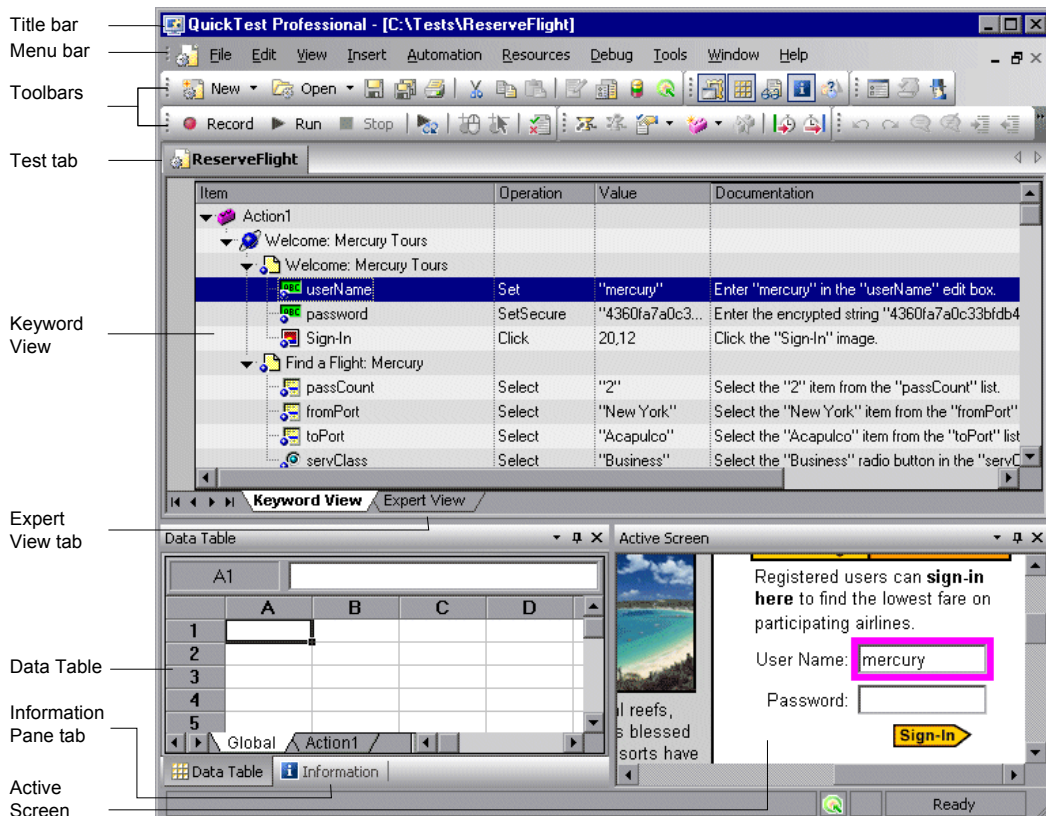 Title bar
QuickTest Professional - [C:\Tests\ReserveFlight]
Menu bar
File Edit View Insert Automation Resources Debug Tools Window Help
Toolbars
New Open
Record Run Stop
Test tab
ReserveFlight
Item Operation Value Documentation
Action1
Welcome: Mercury Tours
Welcome: Mercury Tours
userName Set "mercury" Enter "mercury" in the "userName" edit box.
password SetSecure "4360fa7a0c3... Enter the encrypted string "4360fa7a0c33bfdb4
Sign-In Click 20,12 Click the "Sign-In" image.
Keyword
View
Find a Flight: Mercury
passCount Select "2" Select the "2" item from the "passCount" list.
fromPort Select "New York" Select the "New York" item from the "fromPort"
toPort Select "Acapulco" Select the "Acapulco" item from the "toPort" list
servClass Select "Business" Select the "Business" radio button in the "servC
Keyword View Expert View
Expert
View tab
Data Table
A1
A B C D
1
2
3
4
5
Global Action1
Data Table Information
Data Table
Information
Pane tab
Active
Screen
Active Screen
Registered users can sign-in
here to find the lowest fare on
participating airlines.
User Name: mercury
Password:
Sign-In
al reefs,
s blessed
sorts have
Ready